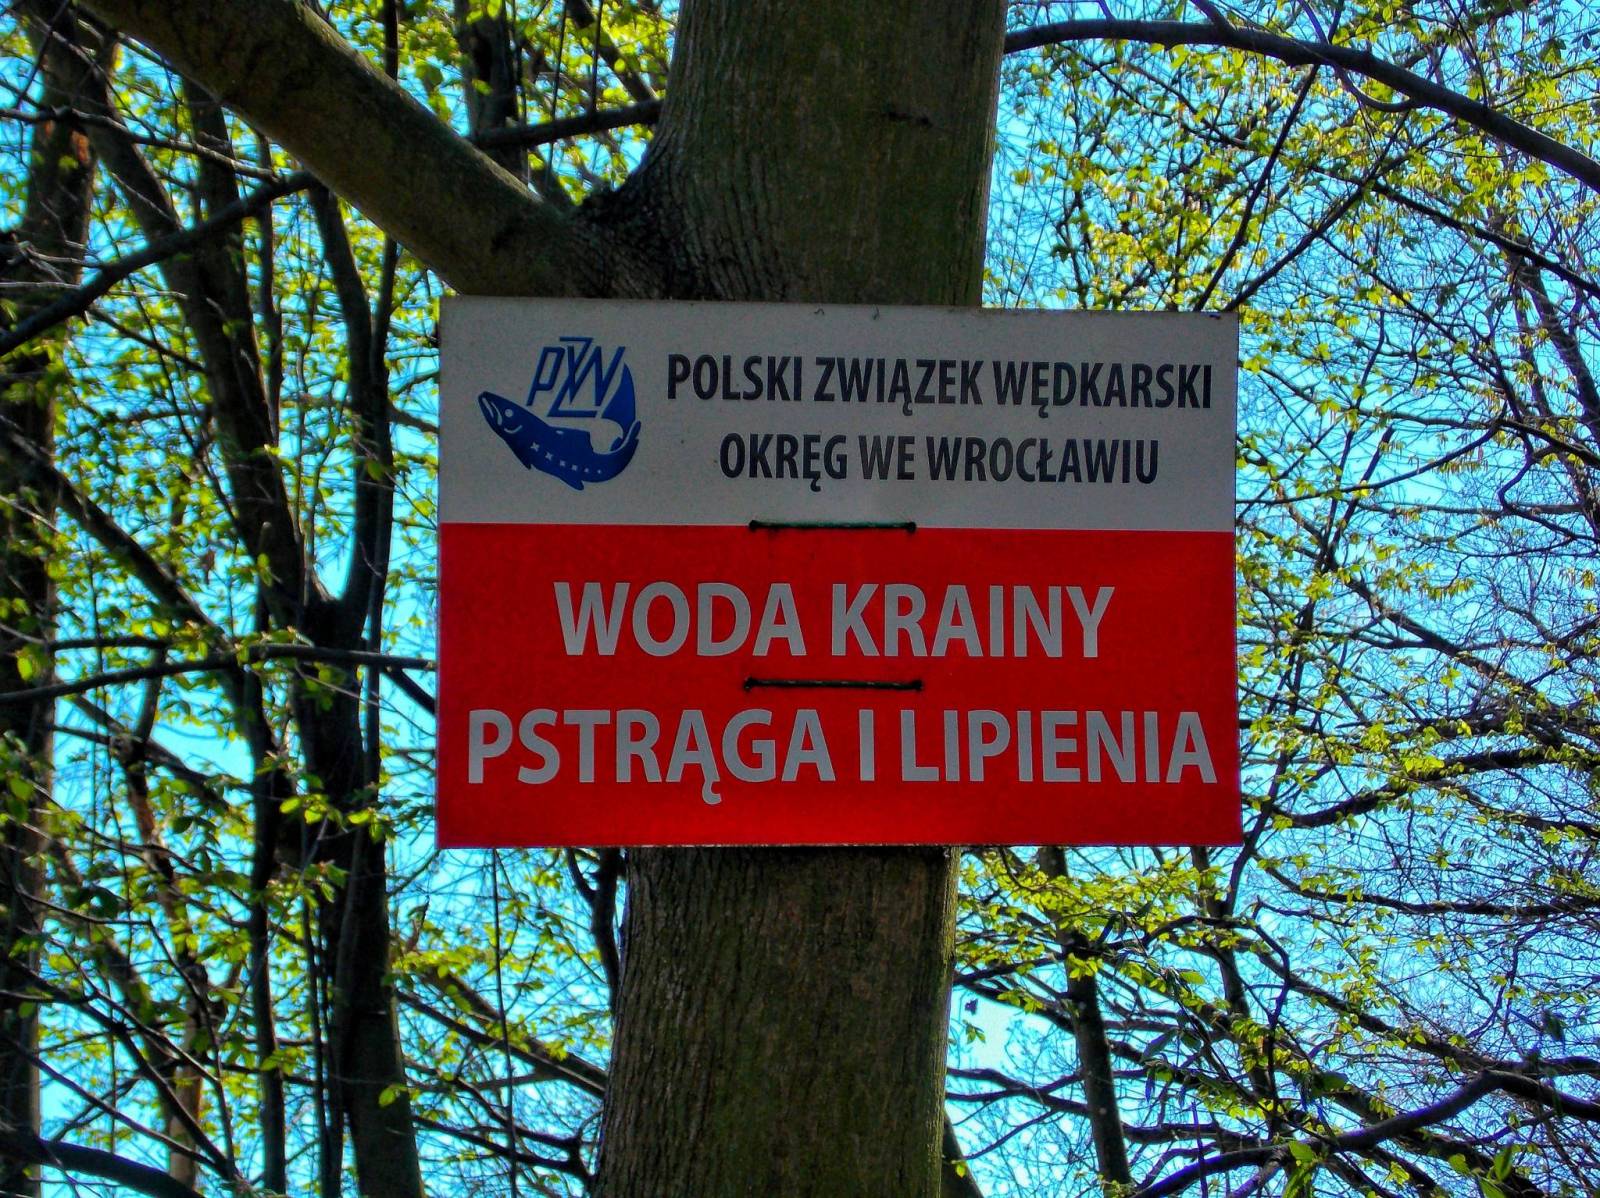 PZW
POLSKI ZWIĄZEK WĘDKARSKI
OKRĘG WE WROCŁAWIU
WODA KRAINY
PSTRĄGA I LIPIENIA